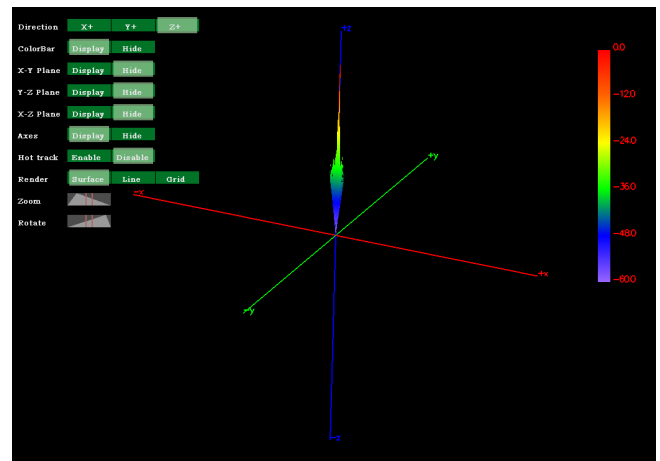 Direction X+ Y+ Z+
ColorBar Display Hide
X-Y Plane Display Hide
Y-Z Plane Display Hide
X-Z Plane Display Hide
Axes Display Hide
Hot track Enable Disable
Render Surface Line Grid
Zoom
Rotate
+z
+y
-x
+x
-y
-z
0.0
-12.0
-24.0
-36.0
-48.0
-60.0